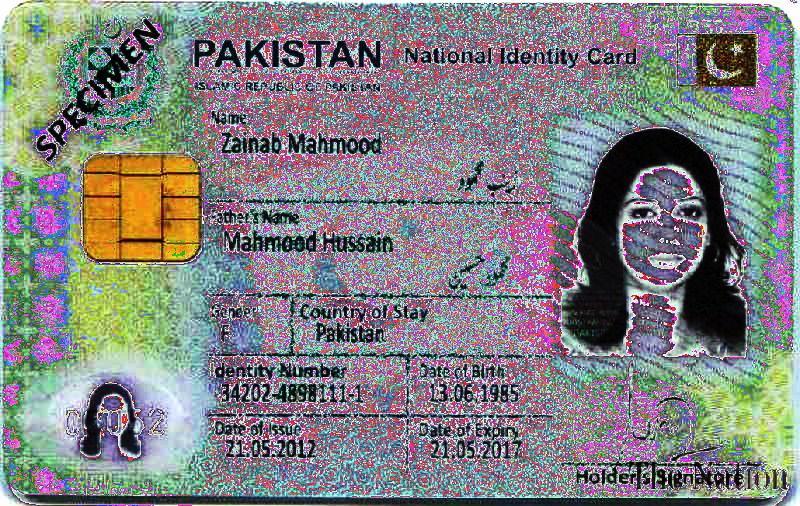 SPECIMEN
PAKISTAN National Identity Card
ISLAMIC REPUBLIC OF PAKISTAN
Name
Zainab Mahmood
زینب محمود
Father's Name
Mahmood Hussain
محمود حسین
Gender Country of Stay
F Pakistan
Identity Number Date of Birth
34202-4898111-1 13.06.1985
Date of Issue Date of Expiry
21.05.2012 21.05.2017
Holder's Signature
The Nation